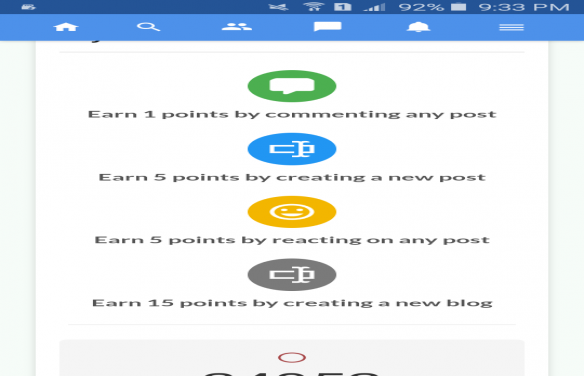 1 92% 9:33 PM
Earn 1 points by commenting any post
Earn 5 points by creating a new post
Earn 5 points by reacting on any post
Earn 15 points by creating a new blog